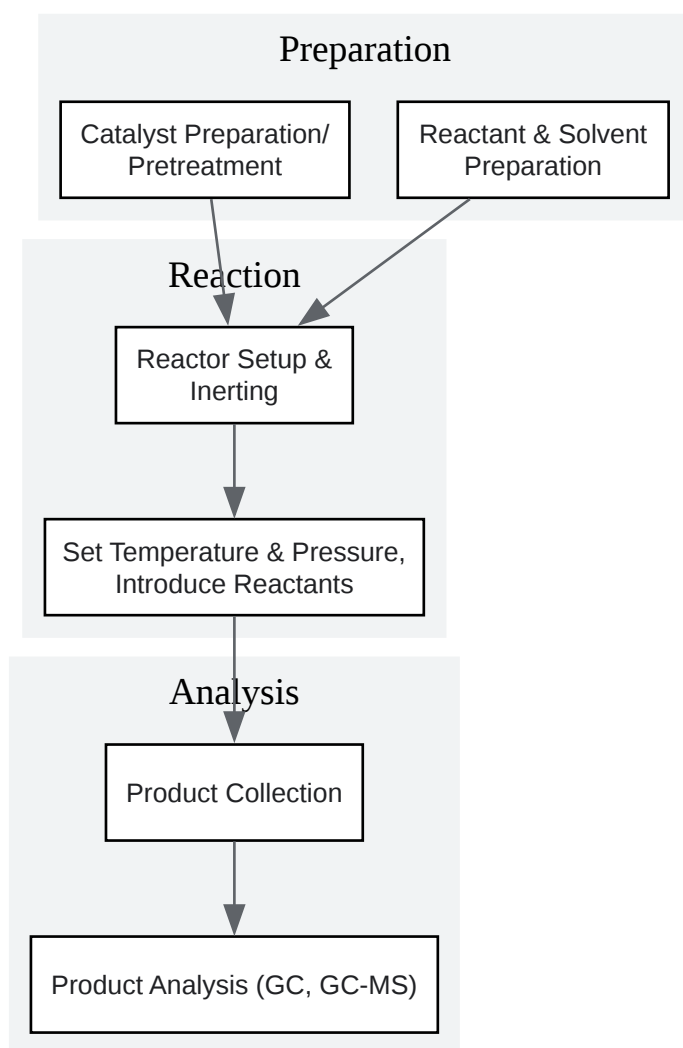 Preparation
Catalyst Preparation/
Pretreatment
Reactant & Solvent
Preparation
Reaction
Reactor Setup &
Inerting
Set Temperature & Pressure,
Introduce Reactants
Analysis
Product Collection
Product Analysis (GC, GC-MS)